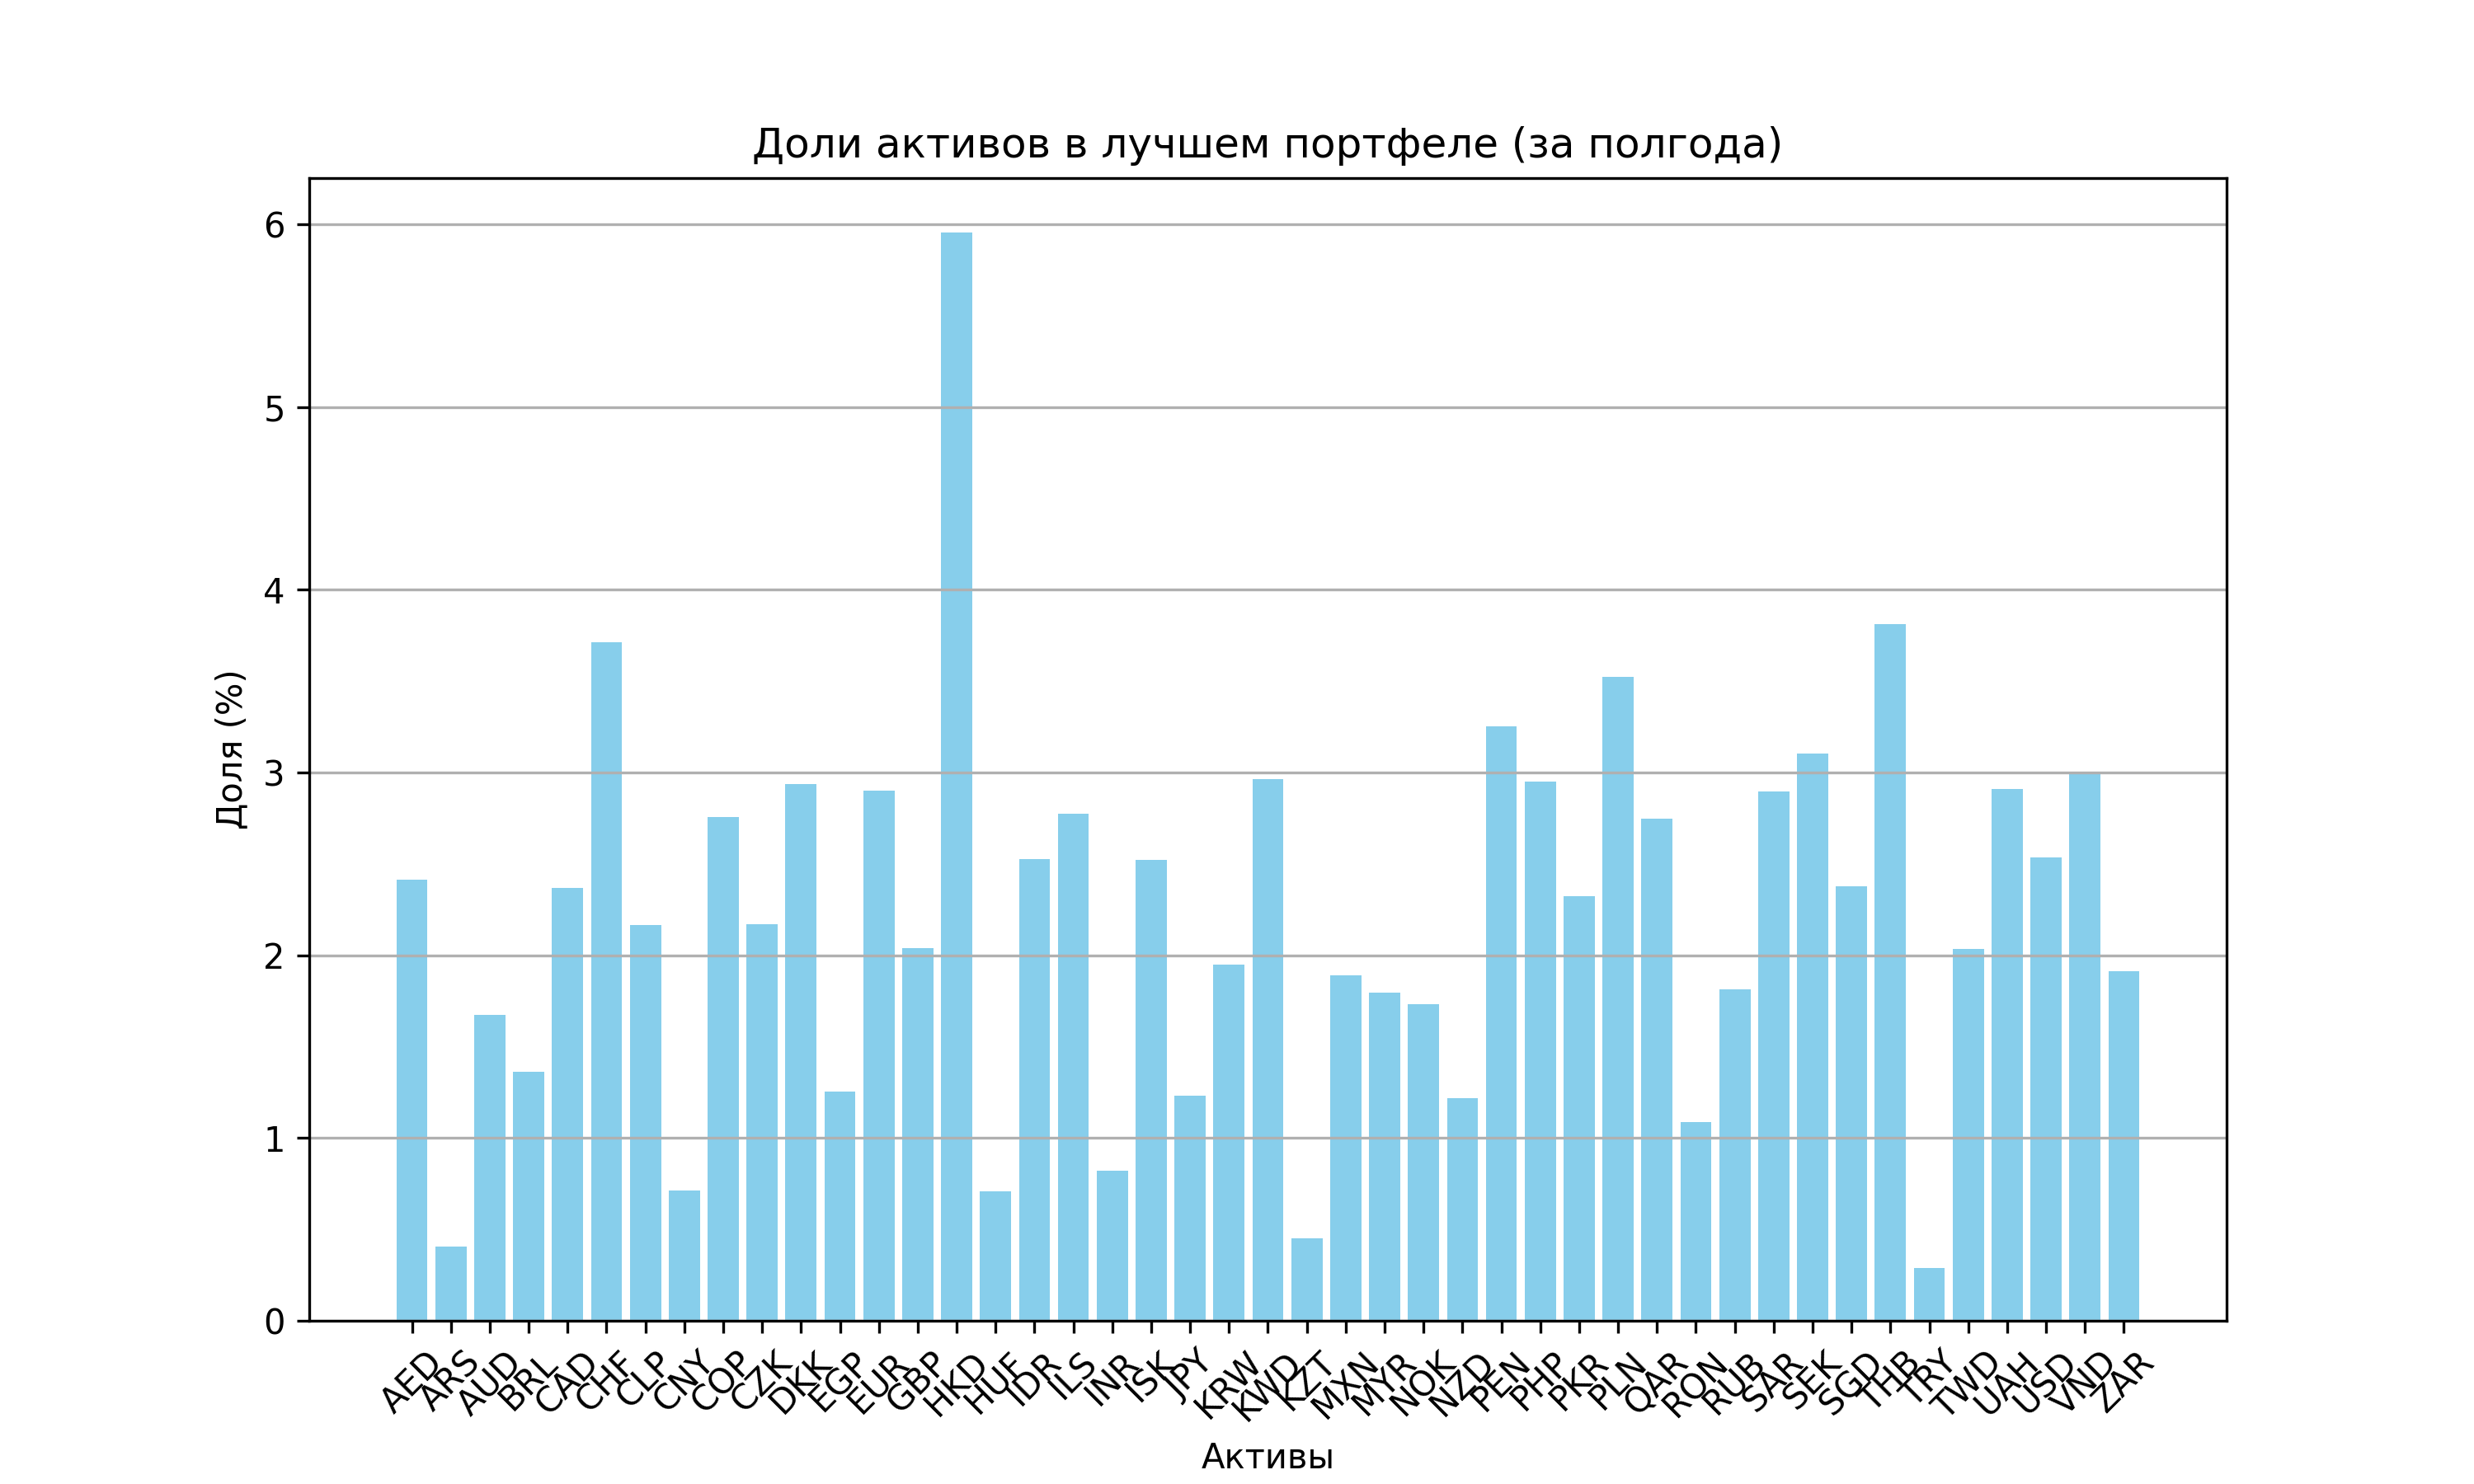 Доли активов в лучшем портфеле (за полгода)
Доля (%)
6
5
4
3
2
1
0
AED ARS AUD BRL CAD CHF CLP CNY COP CZK DKK EGP EUR GBP HKD HUF IDR ILS INR ISK JPY KRW KWD KZT MXN MYR NOK NZD PEN PHP PKR PLN QAR RON RUB SAR SEK SGD THB TRY TWD UAH USD VND ZAR
Активы